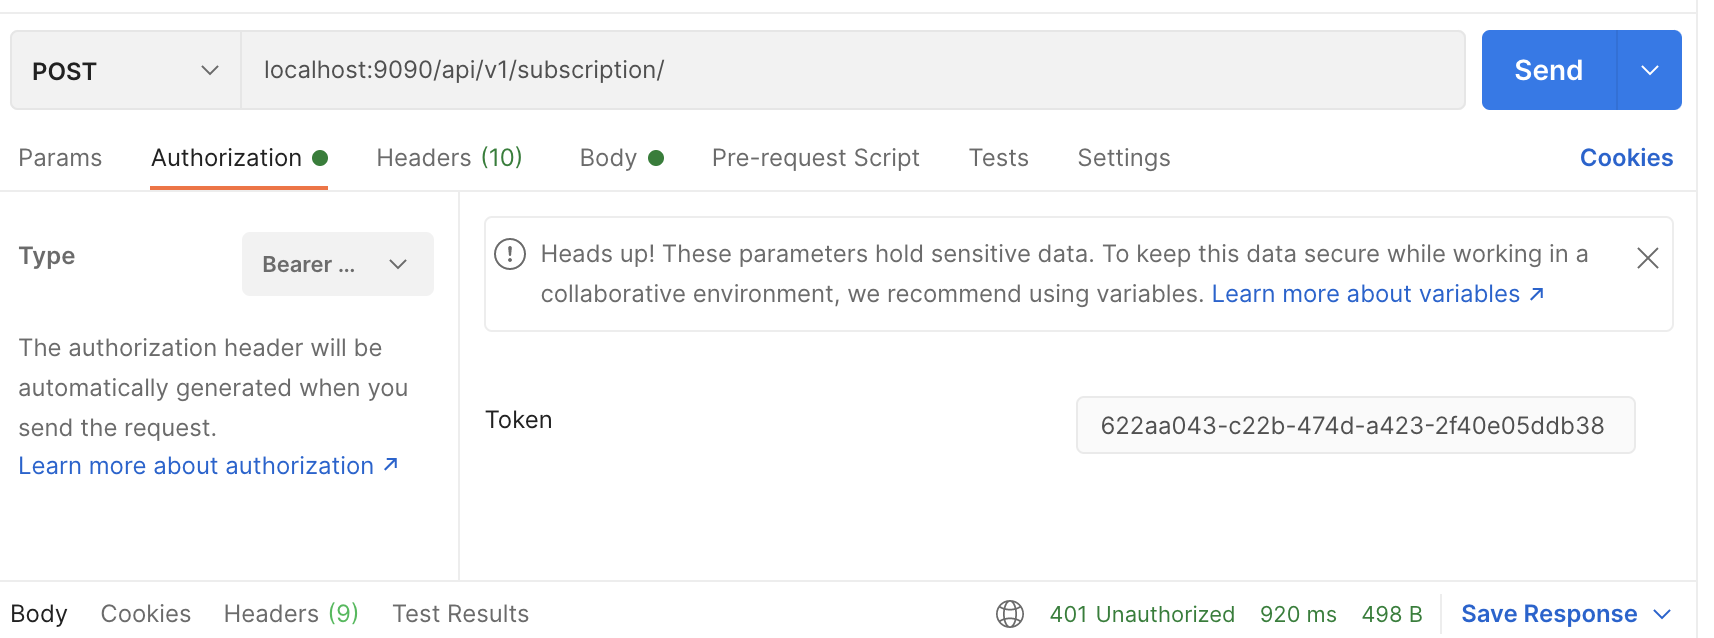 POST
localhost:9090/api/v1/subscription/
Send
Params
Authorization
Headers (10)
Body
Pre-request Script
Tests
Settings
Cookies
Type
Bearer ...
The authorization header will be
automatically generated when you
send the request.
Learn more about authorization ↗
Heads up! These parameters hold sensitive data. To keep this data secure while working in a
collaborative environment, we recommend using variables. Learn more about variables ↗
Token
622aa043-c22b-474d-a423-2f40e05ddb38
Body
Cookies
Headers (9)
Test Results
401 Unauthorized
920 ms
498 B
Save Response